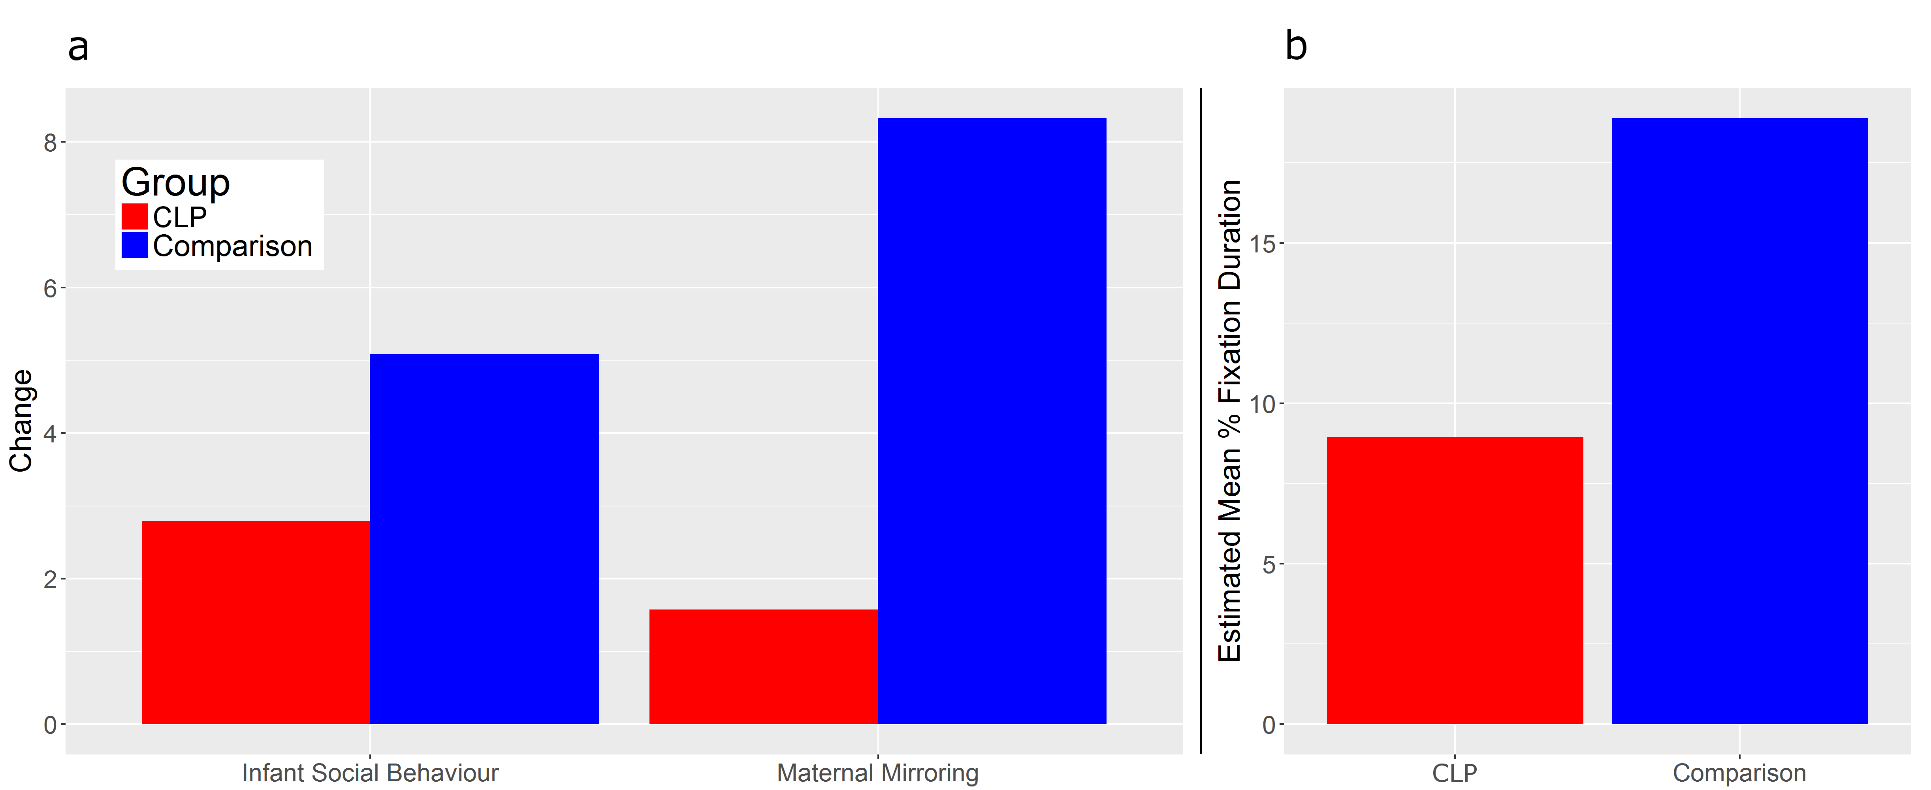 a
Change
8
6
4
2
0
Group
CLP
Comparison
Infant Social Behaviour
Maternal Mirroring
b
Estimated Mean % Fixation Duration
15
10
5
0
CLP
Comparison